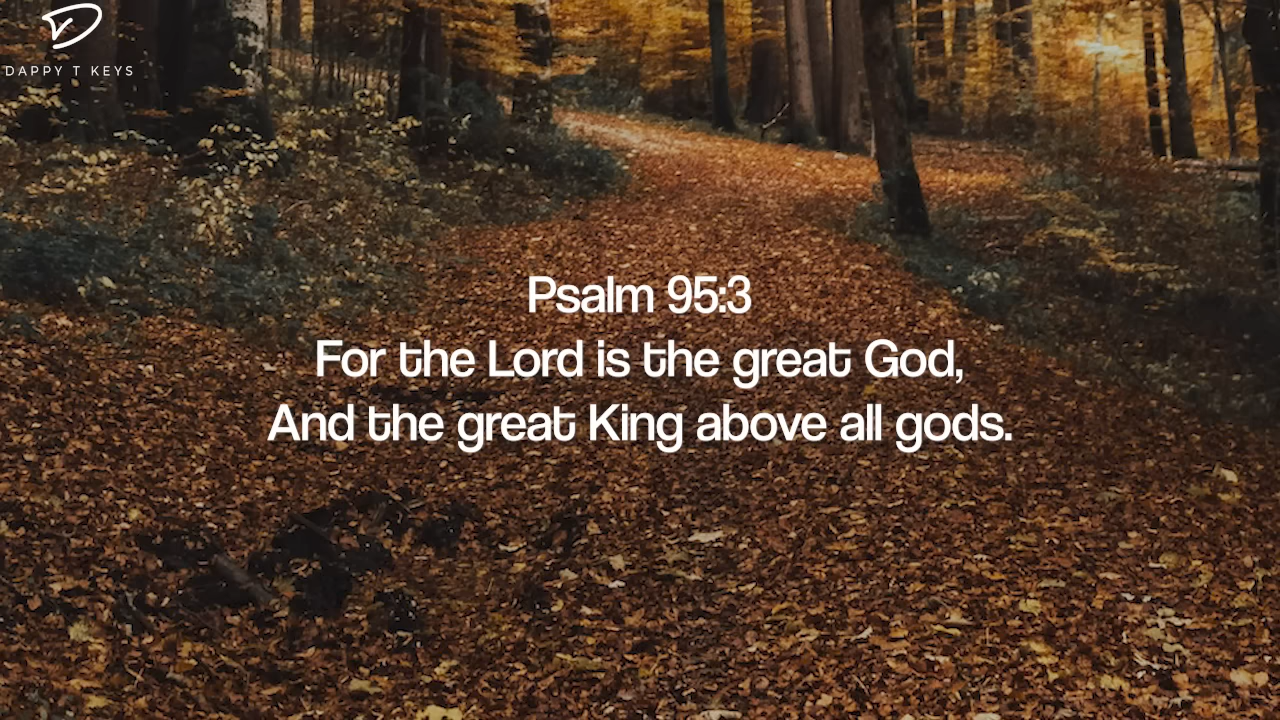 DAPPY T KEYS
Psalm 95:3
For the Lord is the great God,
And the great King above all gods.